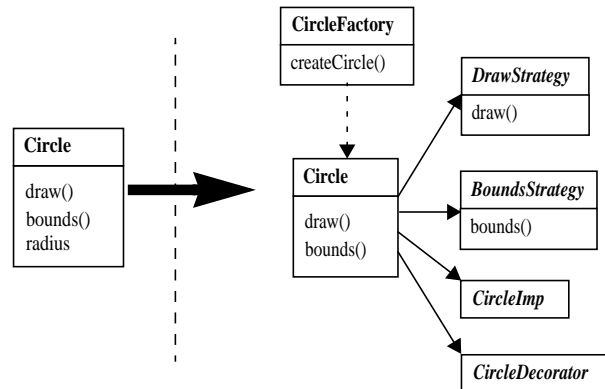 Circle
draw()
bounds()
radius
CircleFactory
createCircle()
Circle
draw()
bounds()
DrawStrategy
draw()
BoundsStrategy
bounds()
CircleImp
CircleDecorator